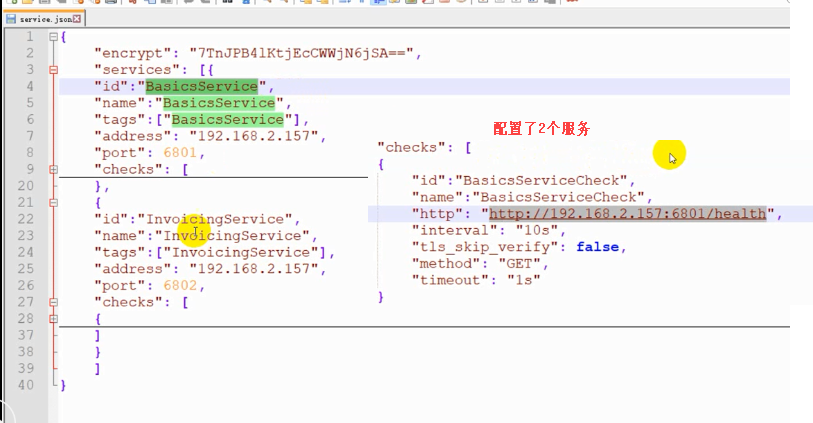 service.json
1 {
2 "encrypt": "7TnJPB4lKtjEcCWWjN6jSA==",
3 "services": [{
4 "id":"BasicsService",
5 "name":"BasicsService",
6 "tags":["BasicsService"],
7 "address": "192.168.2.157",
8 "port": 6801,
9 "checks": [
20 },
21 {
22 "id":"InvoicingService",
23 "name":"InvoicingService",
24 "tags":["InvoicingService"],
25 "address": "192.168.2.157",
26 "port": 6802,
27 "checks": [
28 {
37 ]
38 }
39 ]
40 }
配置了2个服务
"checks": [
{
"id":"BasicsServiceCheck",
"name":"BasicsServiceCheck",
"http": "http://192.168.2.157:6801/health",
"interval": "10s",
"tls_skip_verify": false,
"method": "GET",
"timeout": "1s"
}